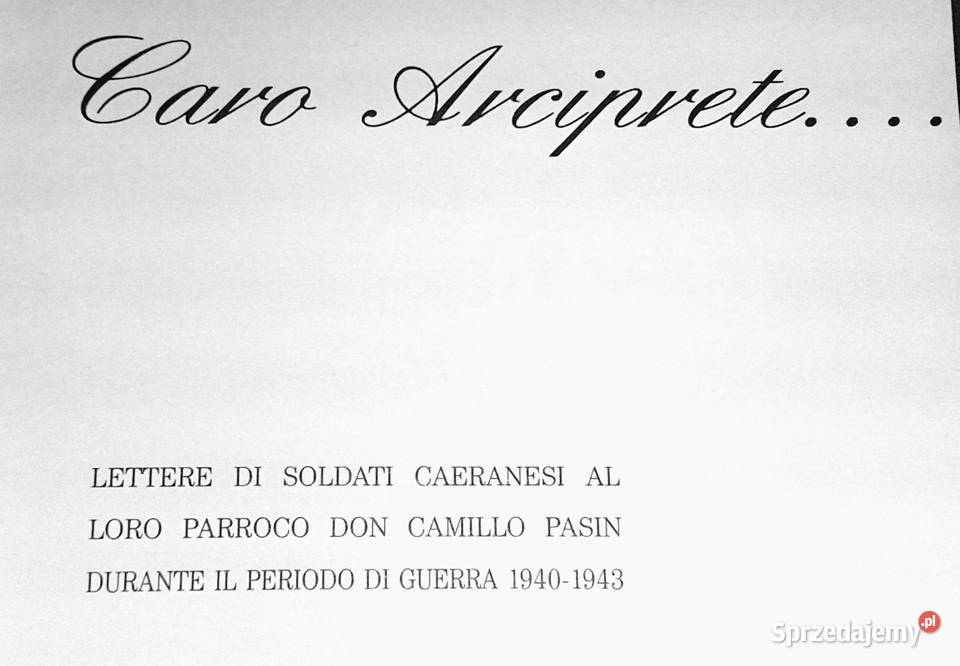 Caro Arciprete....
LETTERE DI SOLDATI CAERANESI AL
LORO PARROCO DON CAMILLO PASIN
DURANTE IL PERIODO DI GUERRA 1940-1943
Sprzedajemy.pl